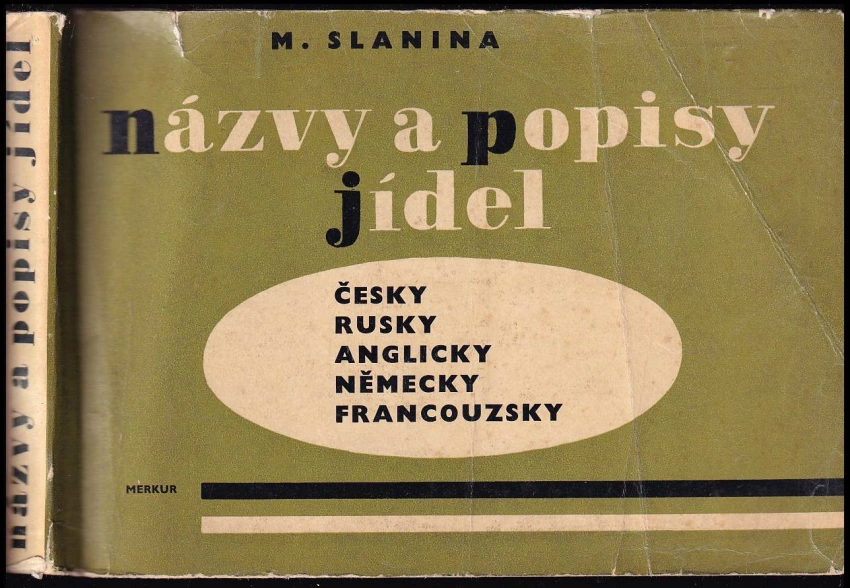 M. SLANINA
názvy a popisy
jídel
ČESKY
RUSKY
ANGLICKY
NĚMECKY
FRANCOUZSKY
MERKUR
názvy a popisy jídel